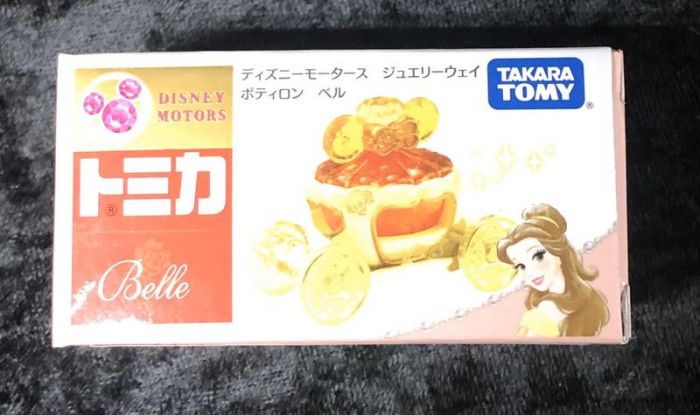 DISNEY
MOTORS
ディズニーモータース ジュエリーウェイ
ポティロン ベル
TAKARA
TOMY®
トミカ®
Belle